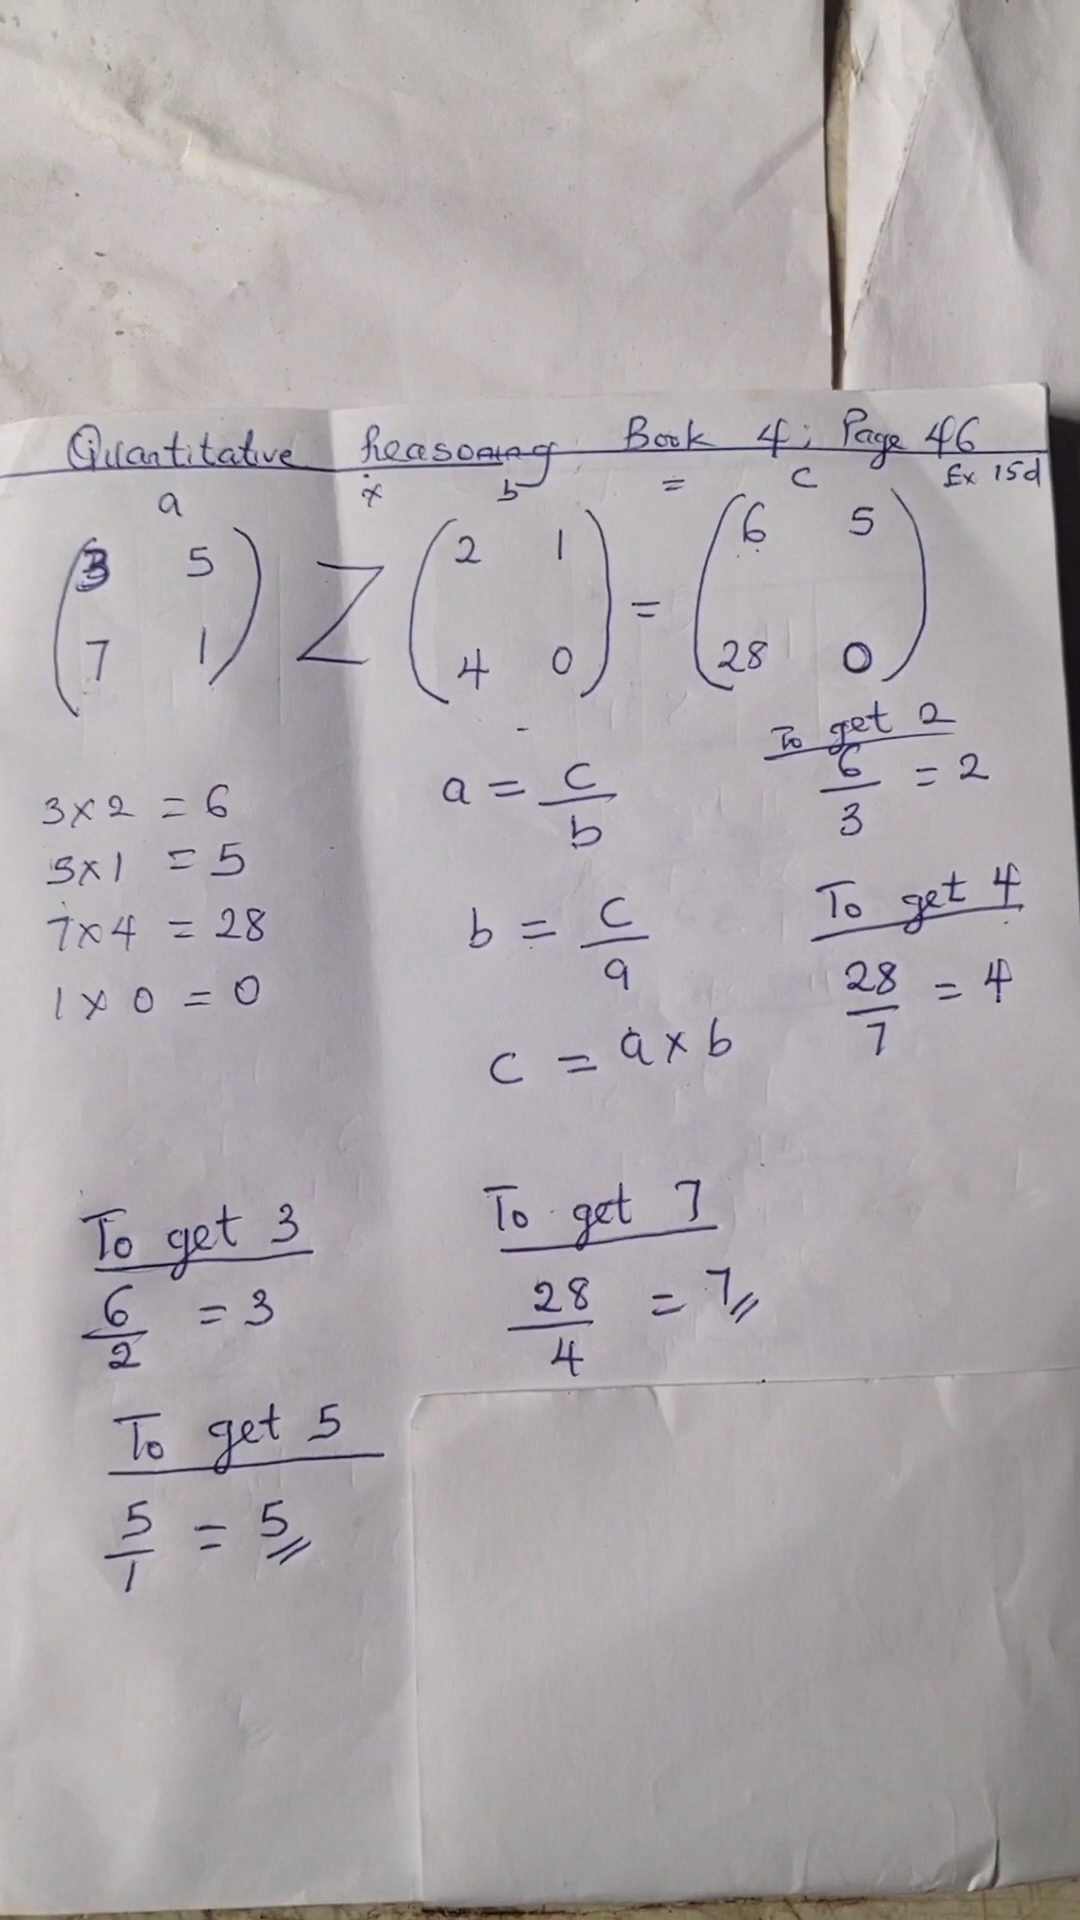 Quantitative Reasoning Book 4; Page 46
Ex 15d
a × b = c
3 5 Z 2 1 = 6 5
7 1 4 0 28 0
3 x 2 = 6
5 x 1 = 5
7 x 4 = 28
1 x 0 = 0
a = c/b
b = c/a
c = a x b
To get 2
6/3 = 2
To get 4
28/7 = 4
To get 3
6/2 = 3
To get 7
28/4 = 7
To get 5
5/1 = 5